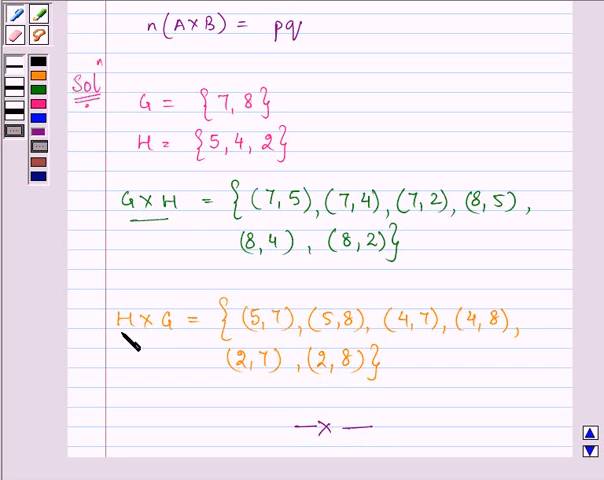 n(A×B) = pq
Solⁿ
G = {7, 8}
H = {5, 4, 2}
G×H = {(7, 5), (7, 4), (7, 2), (8, 5),
(8, 4), (8, 2)}
H×G = {(5, 7), (5, 8), (4, 7), (4, 8),
(2, 7), (2, 8)}
—x—